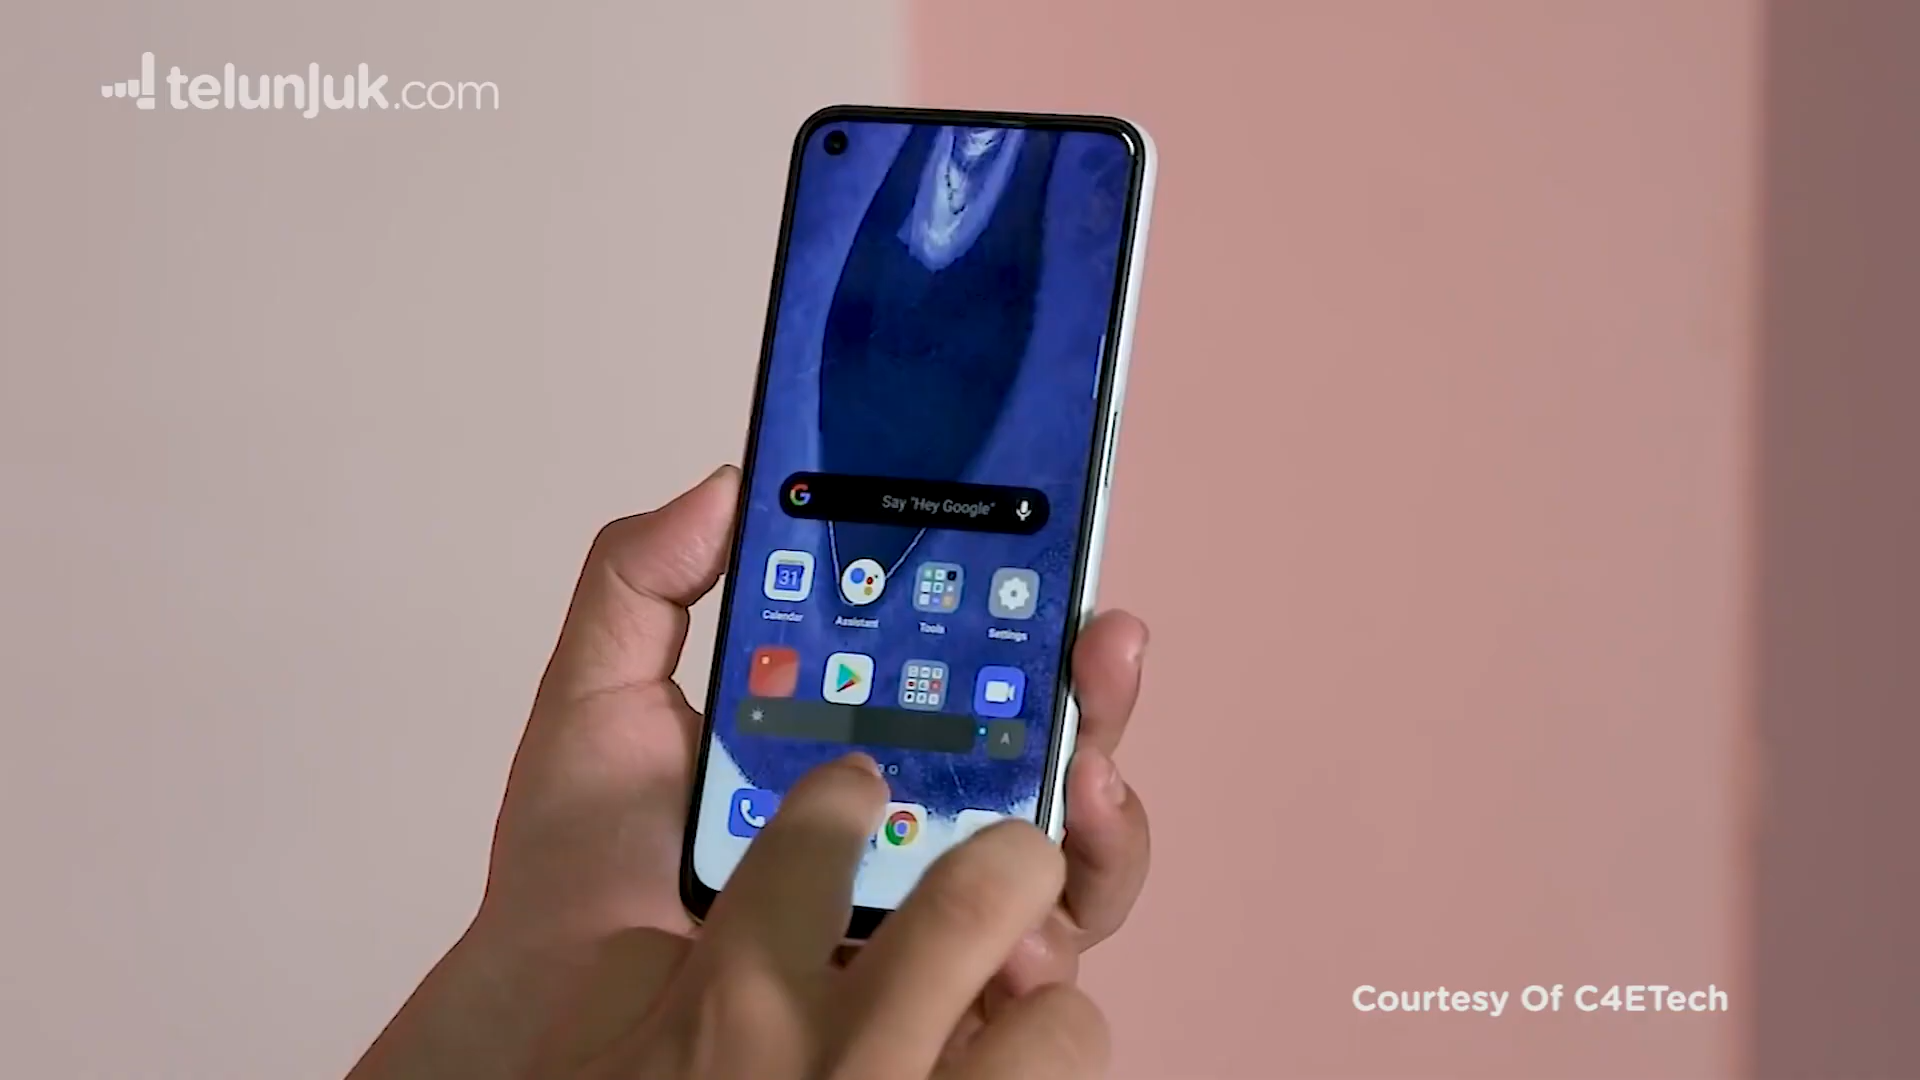 telunjuk.com
G Say "Hey Google"
31
Calendar
Assistant
Tools
Settings
A
Courtesy Of C4ETech